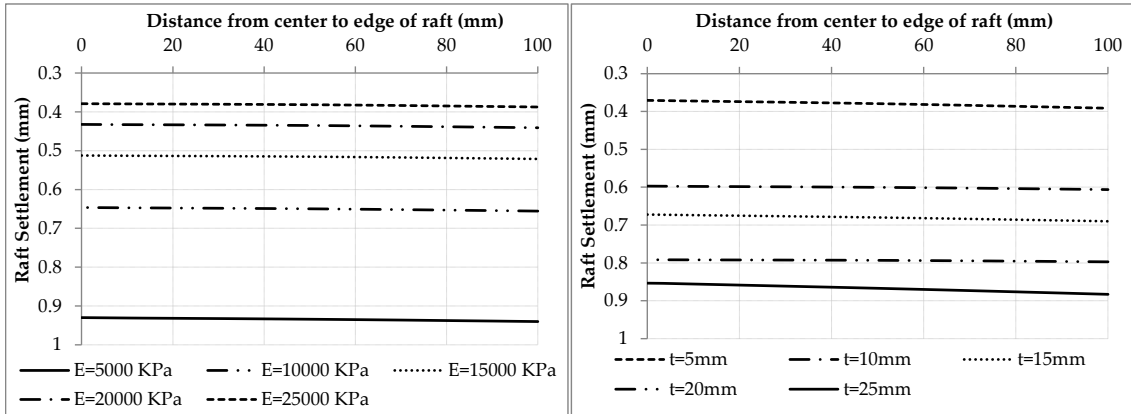 Distance from center to edge of raft (mm)
0 20 40 60 80 100
Raft Settlement (mm)
0.3
0.4
0.5
0.6
0.7
0.8
0.9
1
E=5000 KPa E=10000 KPa E=15000 KPa
E=20000 KPa E=25000 KPa
Distance from center to edge of raft (mm)
0 20 40 60 80 100
Raft Settlement (mm)
0.3
0.4
0.5
0.6
0.7
0.8
0.9
1
t=5mm t=10mm t=15mm
t=20mm t=25mm